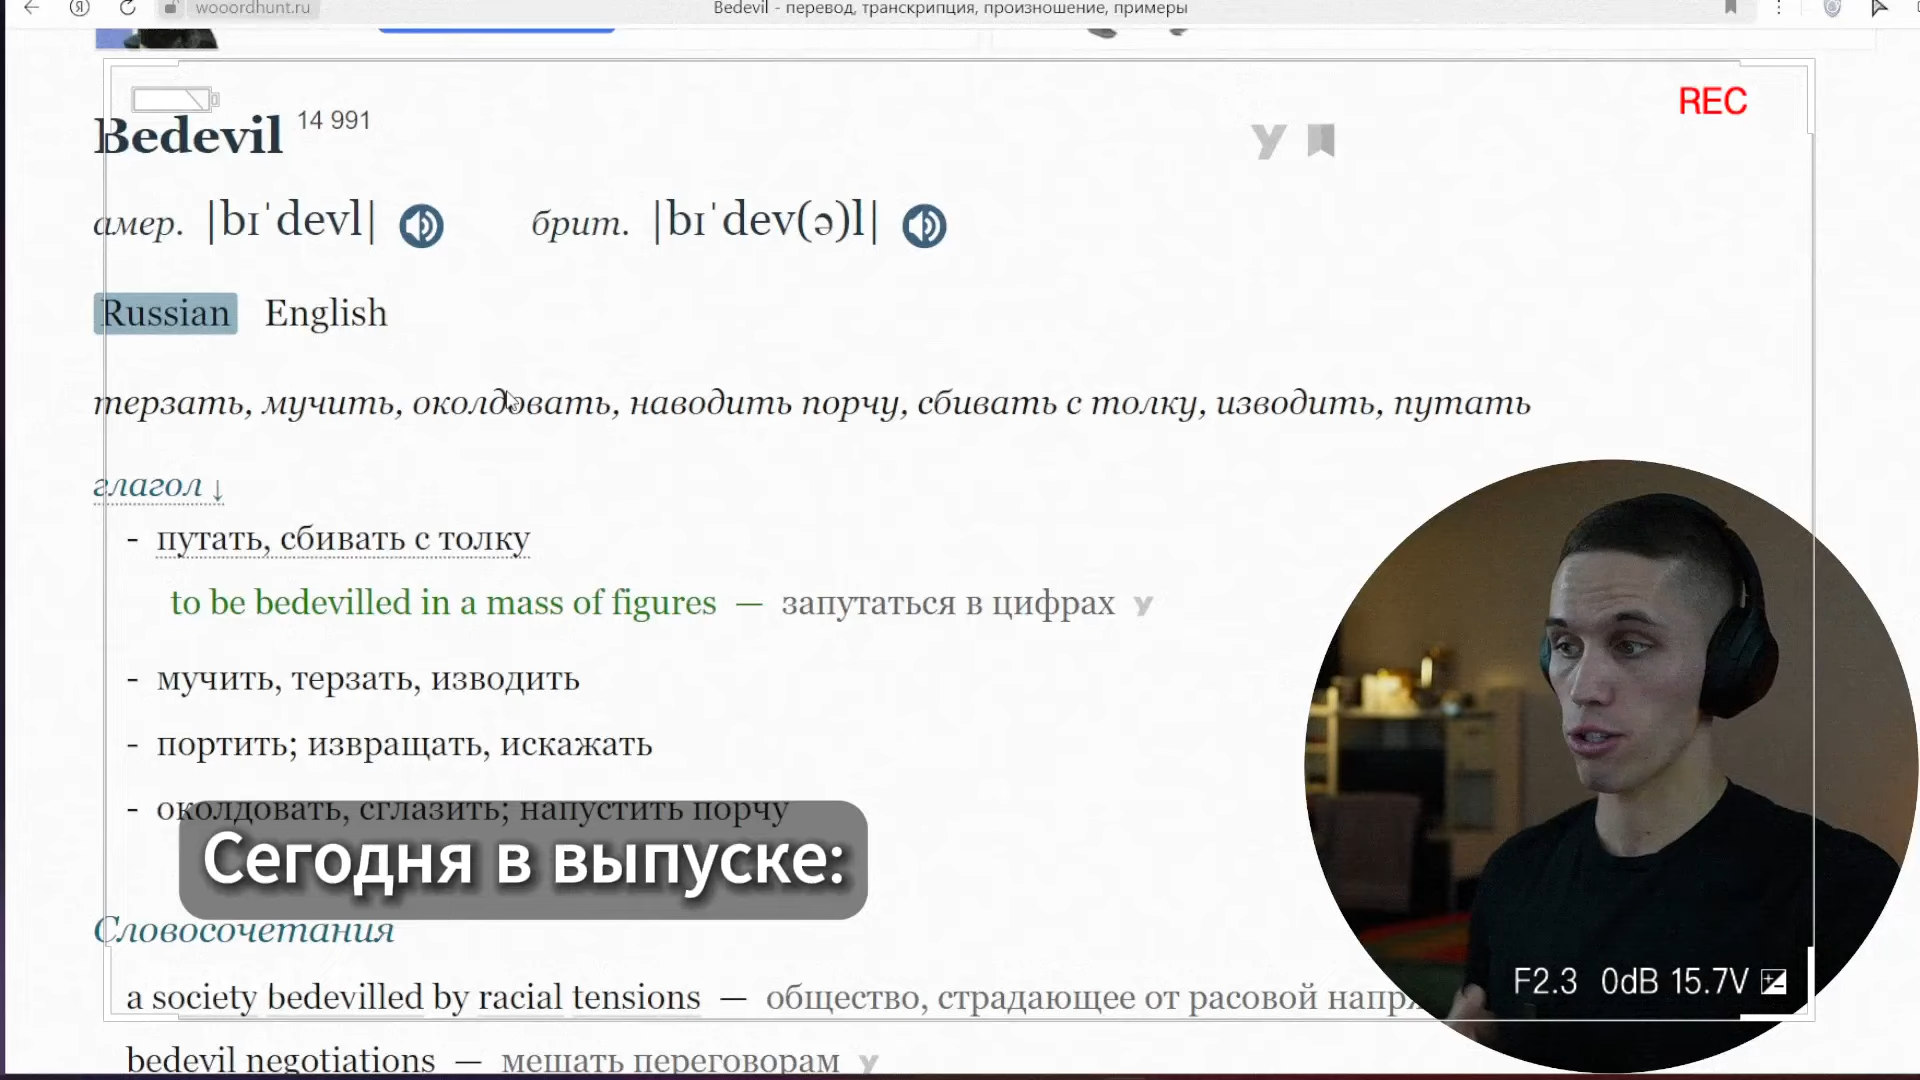 wooordhunt.ru
Bedevil - перевод, транскрипция, произношение, примеры
REC
Bedevil 14 991
амер. |bɪˈdevl| брит. |bɪˈdev(ə)l|
Russian English
терзать, мучить, околдовать, наводить порчу, сбивать с толку, изводить, путать
глагол ↓
- путать, сбивать с толку
to be bedevilled in a mass of figures — запутаться в цифрах
- мучить, терзать, изводить
- портить; извращать, искажать
- околдовать, сглазить; напустить порчу
Сегодня в выпуске:
Словосочетания
F2.3 0dB 15.7V
a society bedevilled by racial tensions — общество, страдающее от расовой
bedevil negotiations — мешать переговорам